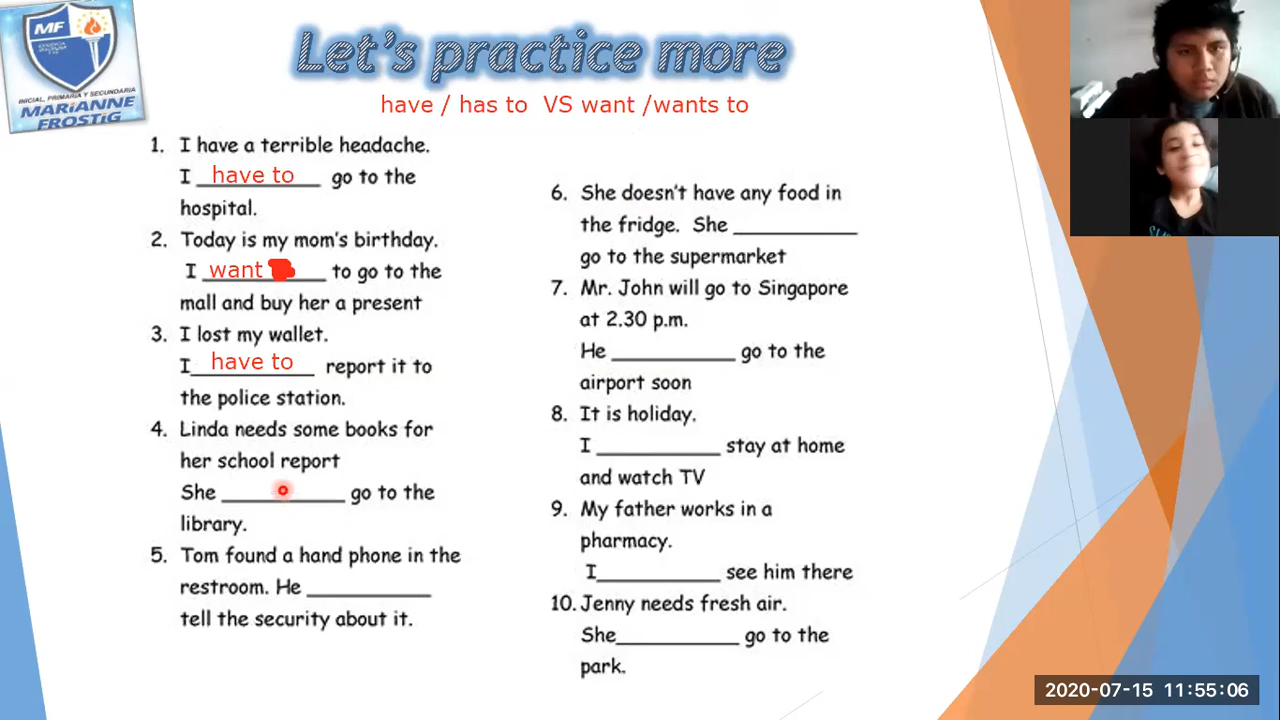 MF
INICIAL, PRIMARIA Y SECUNDARIA
MARIANNE
FROSTIG
Let's practice more
have / has to VS want /wants to
1. I have a terrible headache.
I have to go to the
hospital.
2. Today is my mom's birthday.
I want to go to the
mall and buy her a present
3. I lost my wallet.
I have to report it to
the police station.
4. Linda needs some books for
her school report
She ____________ go to the
library.
5. Tom found a hand phone in the
restroom. He ____________
tell the security about it.
6. She doesn't have any food in
the fridge. She ____________
go to the supermarket
7. Mr. John will go to Singapore
at 2.30 p.m.
He ____________ go to the
airport soon
8. It is holiday.
I ____________ stay at home
and watch TV
9. My father works in a
pharmacy.
I____________ see him there
10. Jenny needs fresh air.
She____________ go to the
park.
2020-07-15 11:55:06